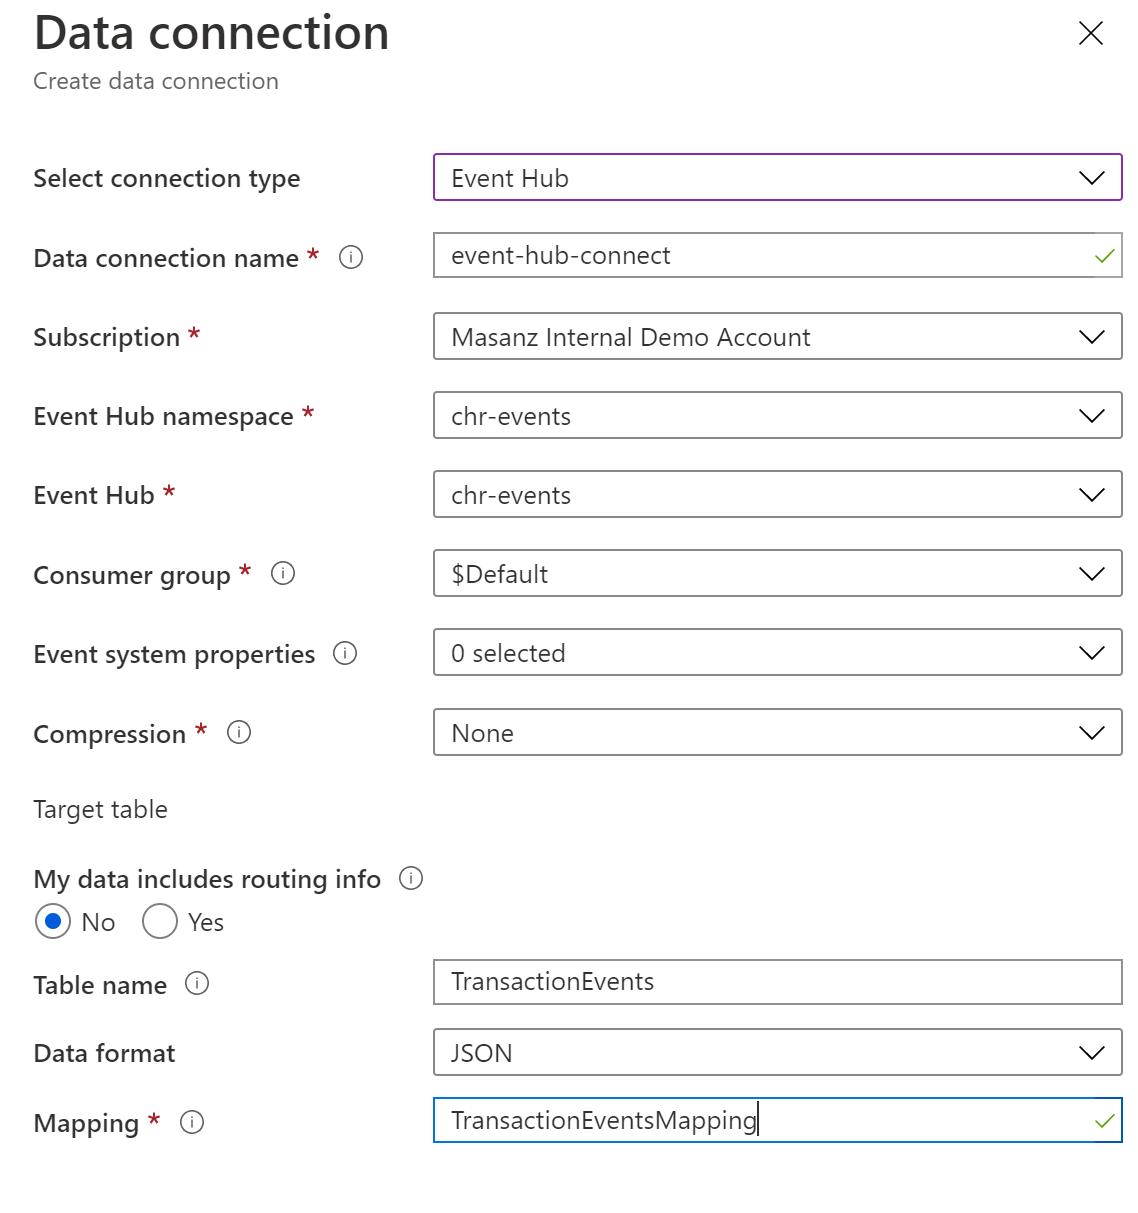 Data connection
Create data connection
Select connection type
Event Hub
Data connection name *
event-hub-connect
Subscription *
Masanz Internal Demo Account
Event Hub namespace *
chr-events
Event Hub *
chr-events
Consumer group *
$Default
Event system properties
0 selected
Compression *
None
Target table
My data includes routing info
No Yes
Table name
TransactionEvents
Data format
JSON
Mapping *
TransactionEventsMapping